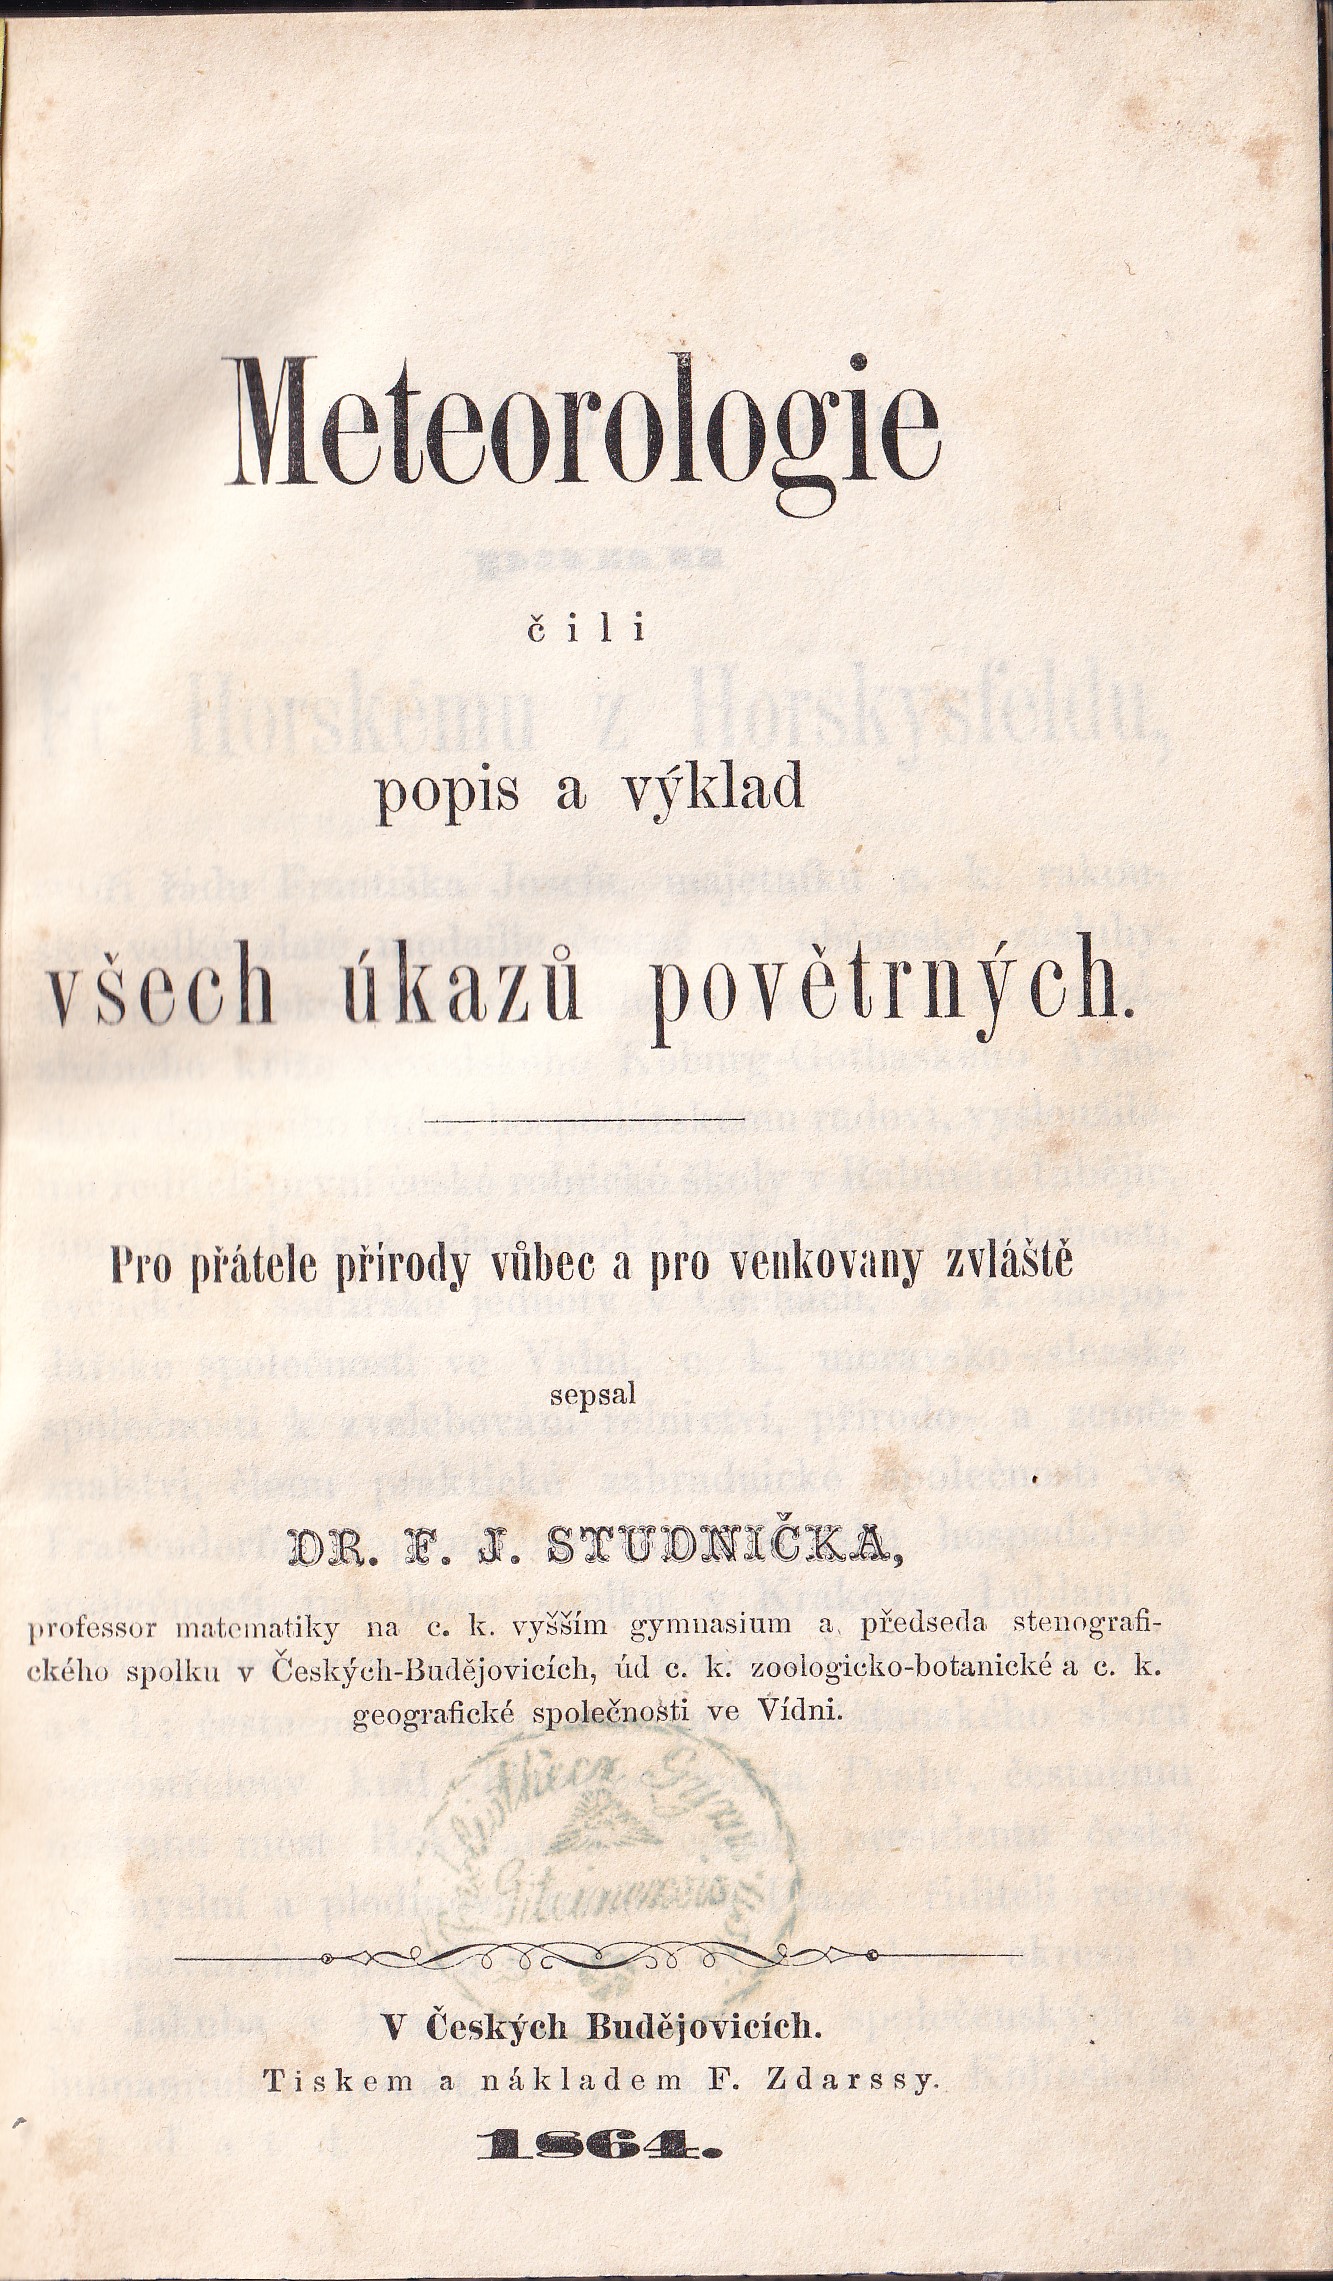 Meteorologie
čili
popis a výklad
všech úkazů povětrných.
Pro přátele přírody vůbec a pro venkovany zvláště
sepsal
DR. F. J. STUDNIČKA,
professor matematiky na c. k. vyšším gymnasium a předseda stenografi-
ckého spolku v Českých-Budějovicích, úd c. k. zoologicko-botanické a c. k.
geografické společnosti ve Vídni.
V Českých Budějovicích.
Tiskem a nákladem F. Zdarssy.
1864.